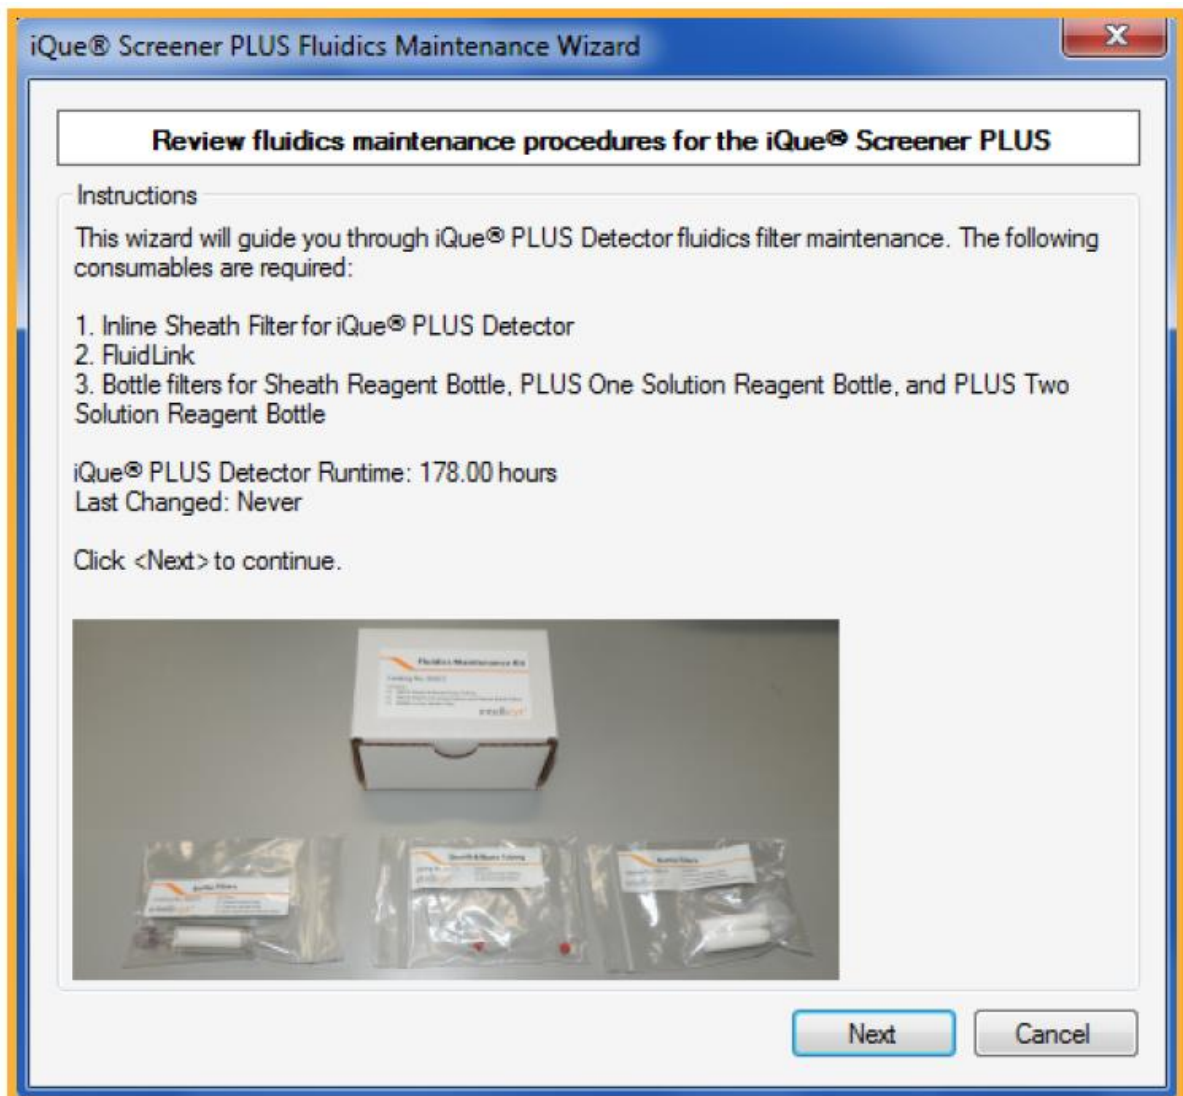 iQue® Screener PLUS Fluidics Maintenance Wizard
Review fluidics maintenance procedures for the iQue® Screener PLUS
Instructions
This wizard will guide you through iQue® PLUS Detector fluidics filter maintenance. The following
consumables are required:
1. Inline Sheath Filter for iQue® PLUS Detector
2. FluidLink
3. Bottle filters for Sheath Reagent Bottle, PLUS One Solution Reagent Bottle, and PLUS Two
Solution Reagent Bottle
iQue® PLUS Detector Runtime: 178.00 hours
Last Changed: Never
Click <Next> to continue.
Fluidics Maintenance Kit
intellicyt
Bottle Filters
Next
Cancel